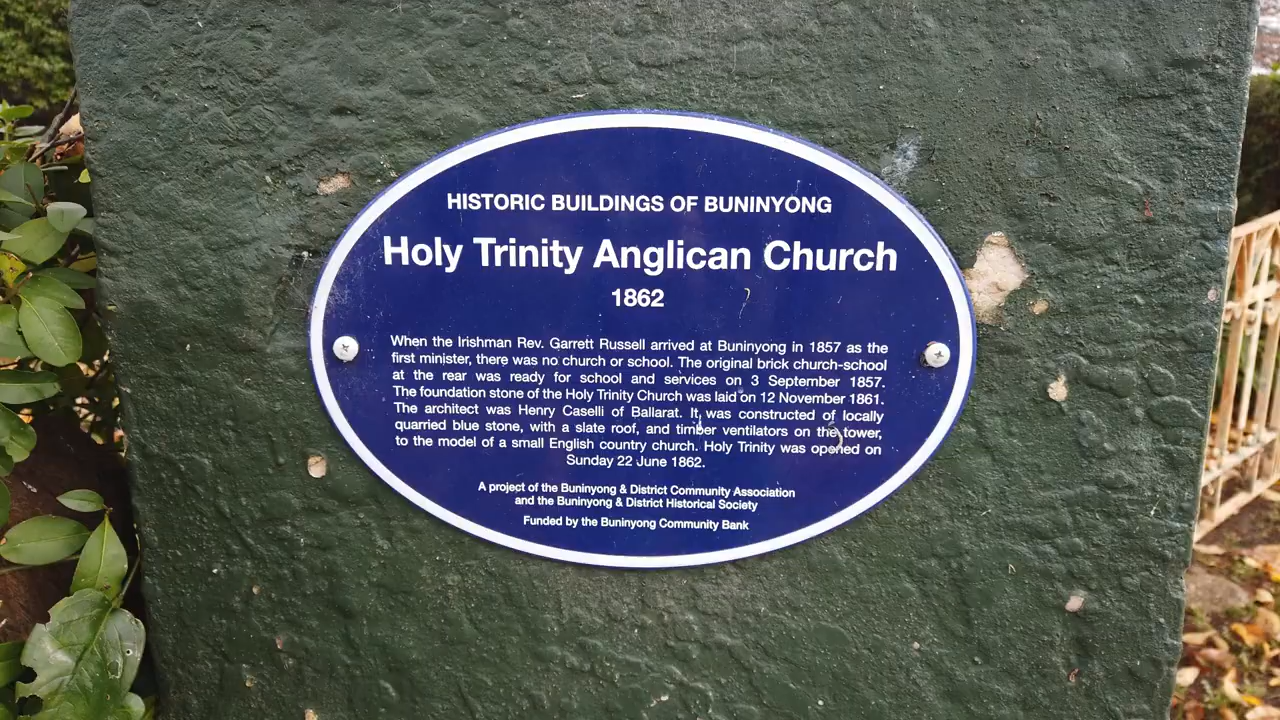 HISTORIC BUILDINGS OF BUNINYONG
Holy Trinity Anglican Church
1862
When the Irishman Rev. Garrett Russell arrived at Buninyong in 1857 as the
first minister, there was no church or school. The original brick church-school
at the rear was ready for school and services on 3 September 1857.
The foundation stone of the Holy Trinity Church was laid on 12 November 1861.
The architect was Henry Caselli of Ballarat. It was constructed of locally
quarried blue stone, with a slate roof, and timber ventilators on the tower,
to the model of a small English country church. Holy Trinity was opened on
Sunday 22 June 1862.
A project of the Buninyong & District Community Association
and the Buninyong & District Historical Society
Funded by the Buninyong Community Bank